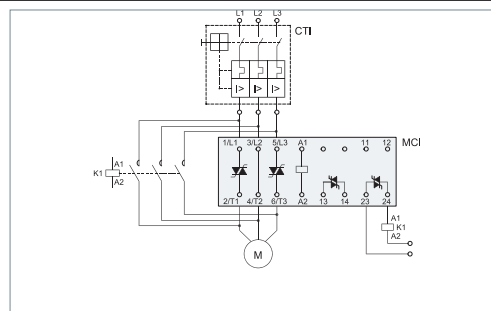 L1 L2 L3
CTI
I> I> I>
1/L1 3/L2 5/L3 A1 11 12
MCI
A1
K1
A2
2/T1 4/T2 6/T3 A2 13 14 23 24
A1
K1
A2
M